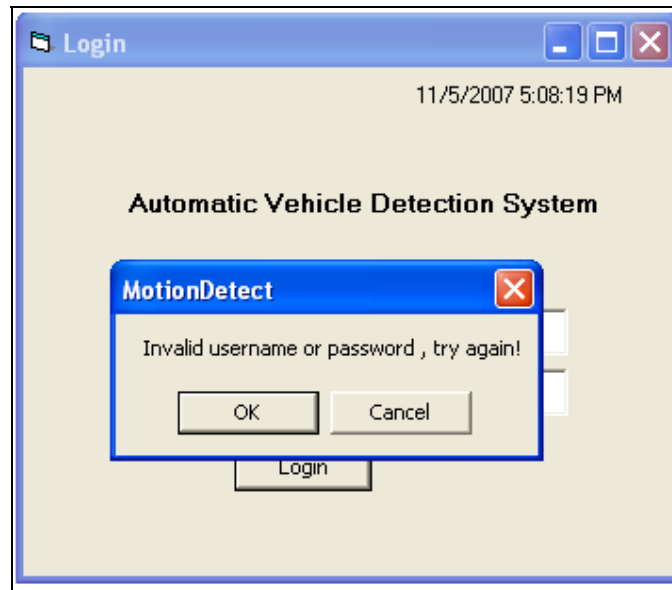 Login
11/5/2007 5:08:19 PM
Automatic Vehicle Detection System
MotionDetect
Invalid username or password , try again!
OK Cancel
Login